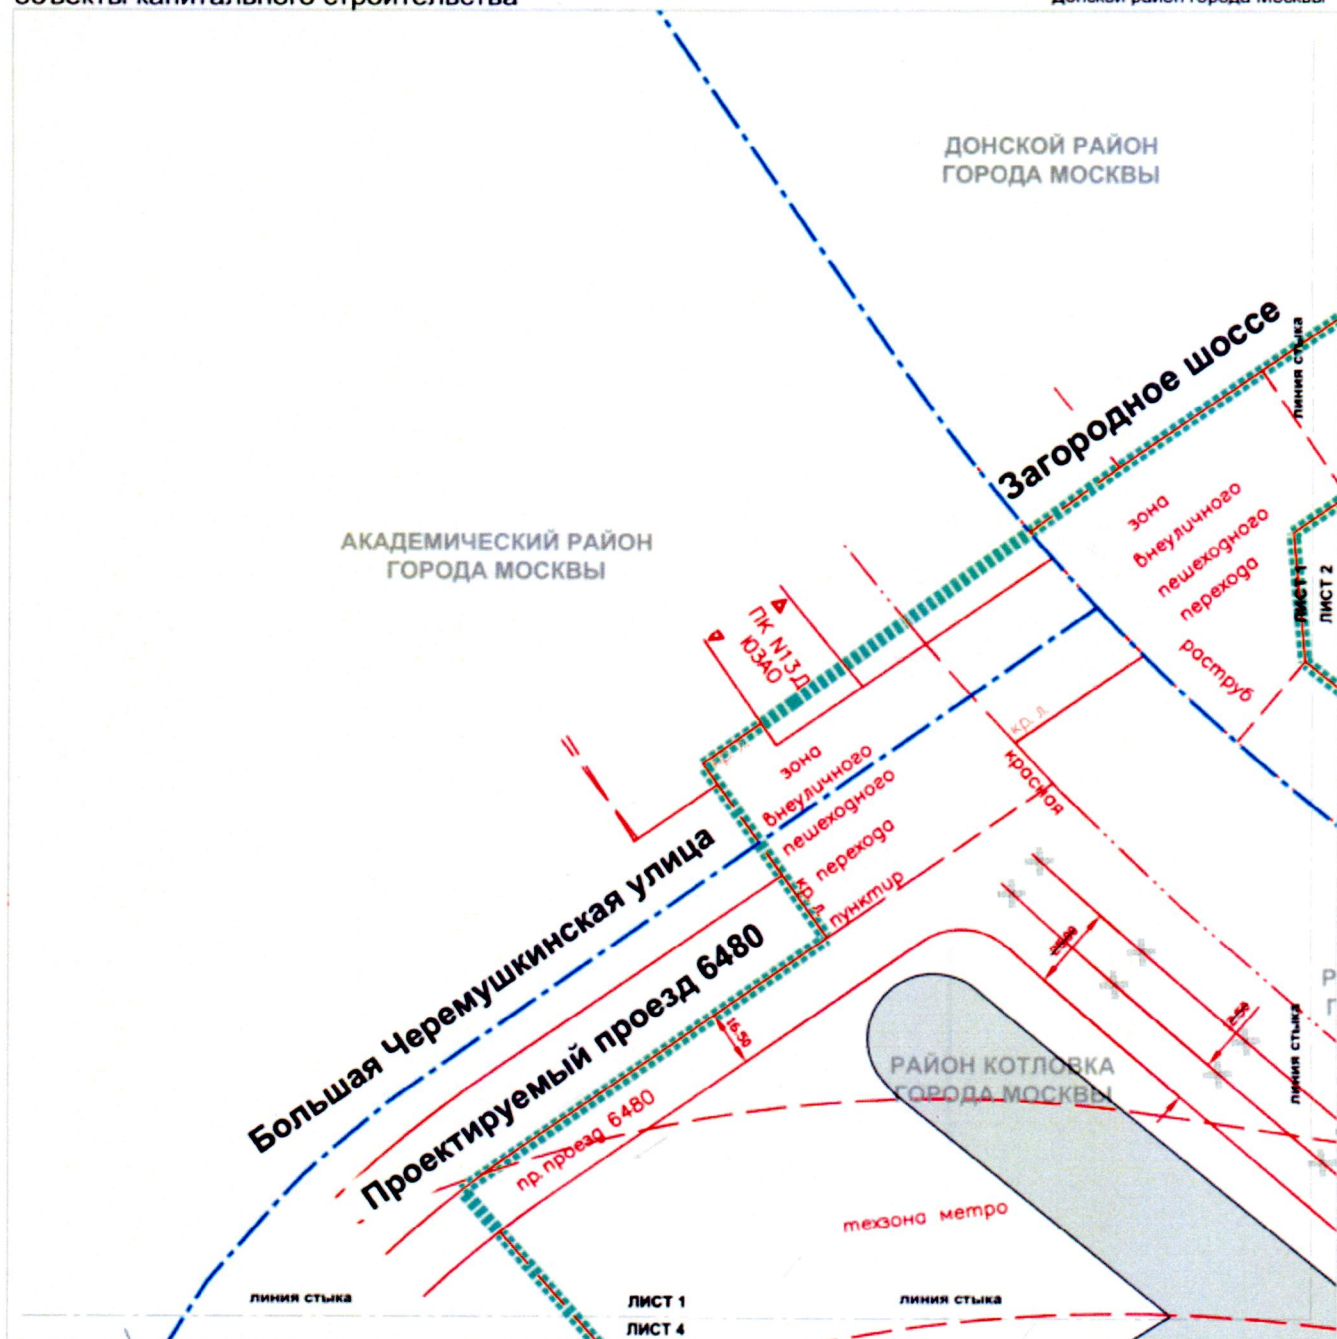 объекты капитального строительства
Донской район города Москвы
ДОНСКОЙ РАЙОН
ГОРОДА МОСКВЫ
Загородное шоссе
линия стыка
АКАДЕМИЧЕСКИЙ РАЙОН
ГОРОДА МОСКВЫ
зона
внеуличного
пешеходного
перехода
раструб
ЛИСТ 1
ЛИСТ 2
ПК N13Д
ЮЗАО
кр. л.
красная
зона
внеуличного
пешеходного
перехода
кр. л.
пунктир
Большая Черемушкинская улица
Проектируемый проезд 6480
16.50
пр. проезд 6480
РАЙОН КОТЛОВКА
ГОРОДА МОСКВЫ
линия стыка
техзона метро
линия стыка
ЛИСТ 1
линия стыка
ЛИСТ 4